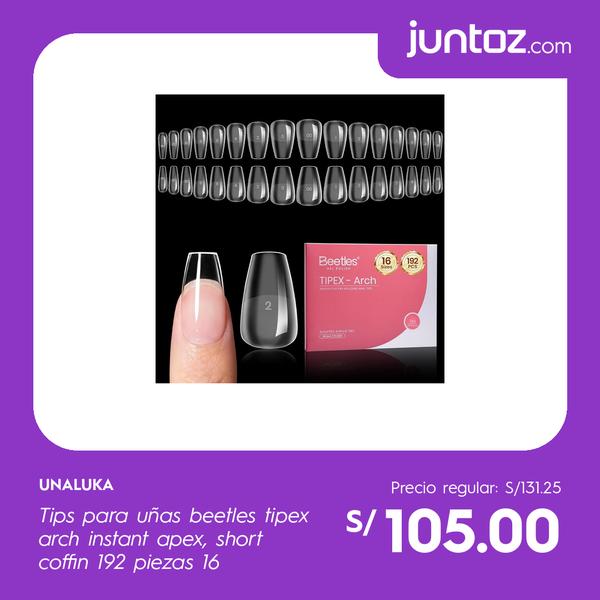 juntoz.com
2
Beetles®
GEL POLISH
16
Sizes
192
PCS
TIPEX - Arch
UNALUKA
Tips para uñas beetles tipex
arch instant apex, short
coffin 192 piezas 16
Precio regular: S/131.25
S/ 105.00